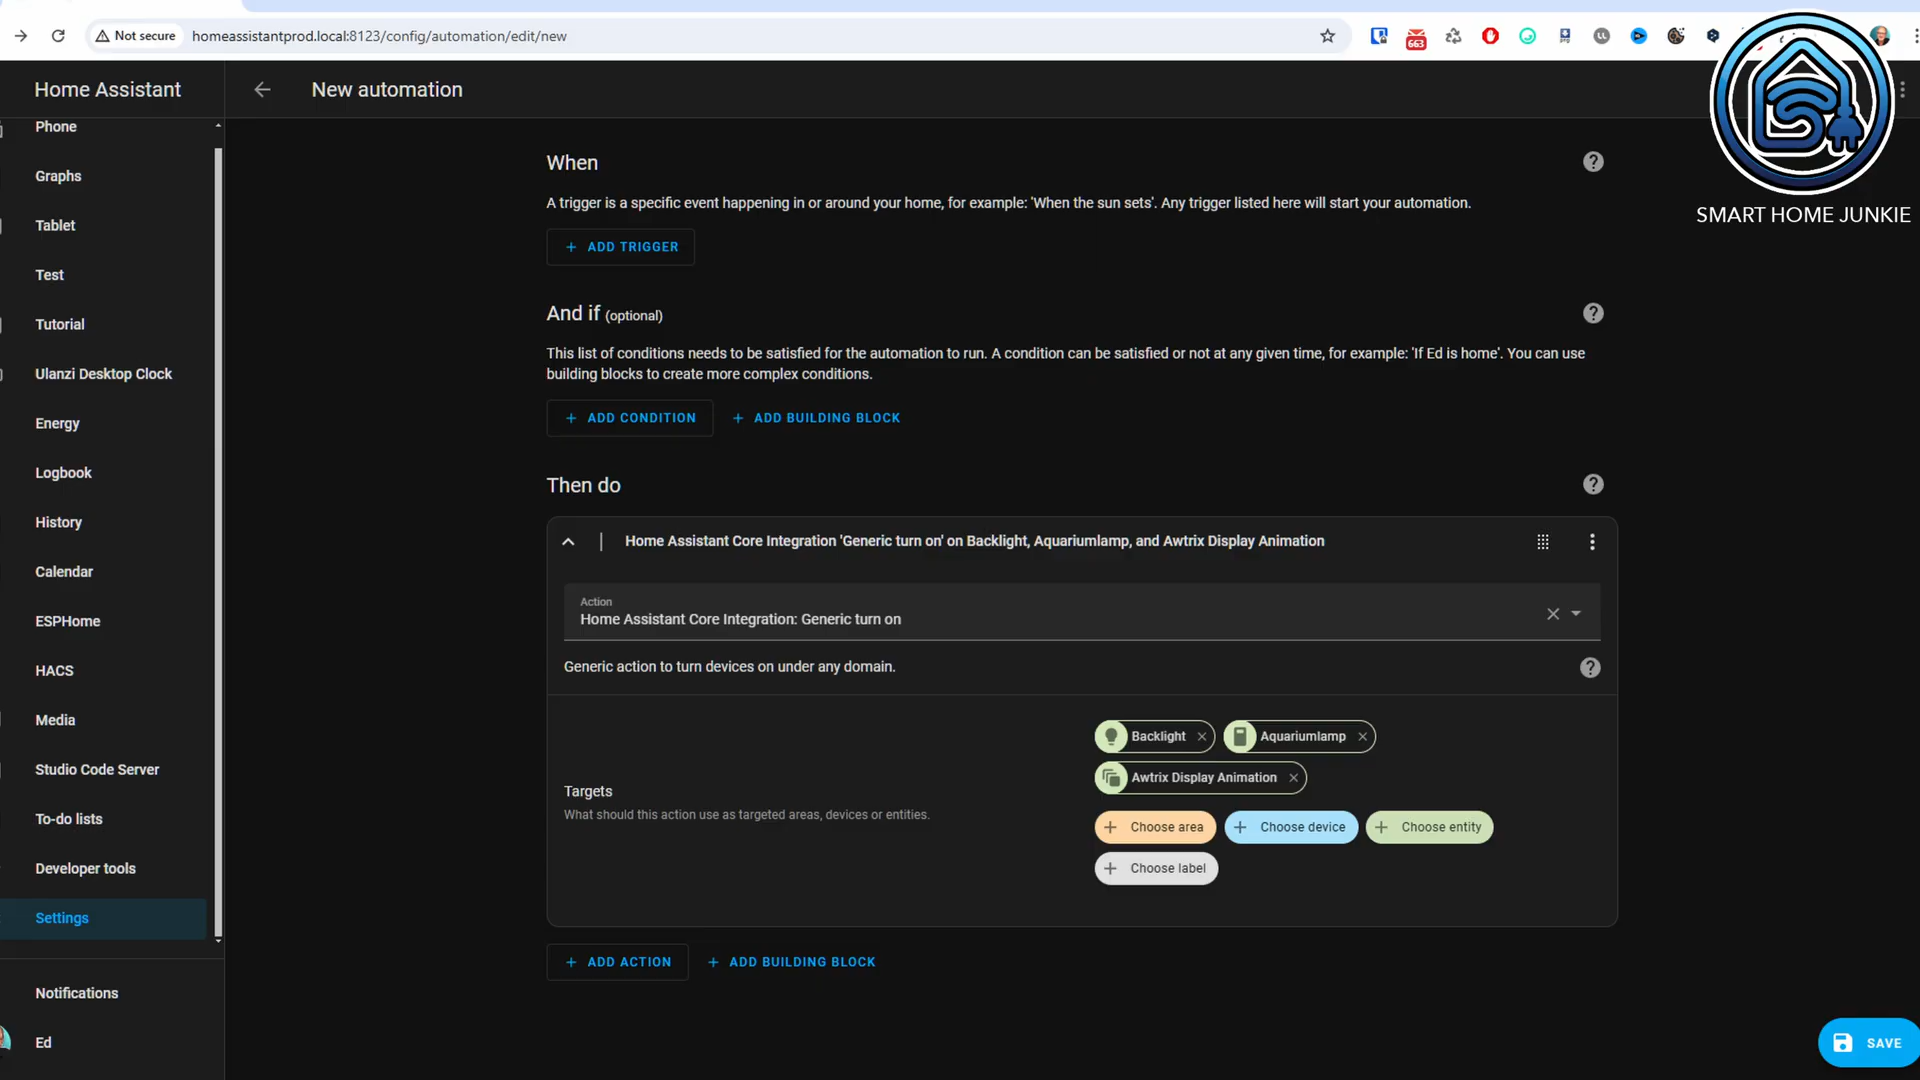 Not secure
homeassistantprod.local:8123/config/automation/edit/new
663
SMART HOME JUNKIE
Home Assistant
New automation
Phone
Graphs
Tablet
Test
Tutorial
Ulanzi Desktop Clock
Energy
Logbook
History
Calendar
ESPHome
HACS
Media
Studio Code Server
To-do lists
Developer tools
Settings
Notifications
Ed
When
A trigger is a specific event happening in or around your home, for example: 'When the sun sets'. Any trigger listed here will start your automation.
+ ADD TRIGGER
And if (optional)
This list of conditions needs to be satisfied for the automation to run. A condition can be satisfied or not at any given time, for example: 'If Ed is home'. You can use
building blocks to create more complex conditions.
+ ADD CONDITION + ADD BUILDING BLOCK
Then do
Home Assistant Core Integration 'Generic turn on' on Backlight, Aquariumlamp, and Awtrix Display Animation
Action
Home Assistant Core Integration: Generic turn on
Generic action to turn devices on under any domain.
Targets
What should this action use as targeted areas, devices or entities.
Backlight Aquariumlamp
Awtrix Display Animation
+ Choose area + Choose device + Choose entity
+ Choose label
+ ADD ACTION + ADD BUILDING BLOCK
SAVE